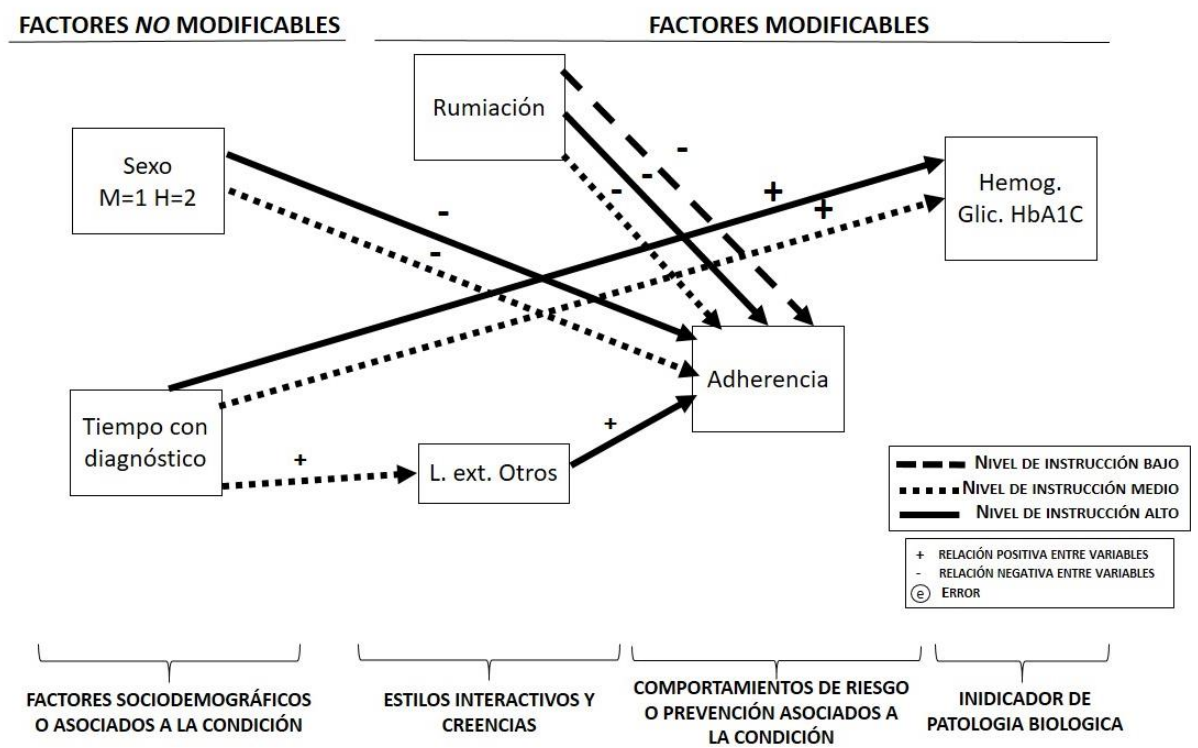 FACTORES NO MODIFICABLES
FACTORES MODIFICABLES
Rumiación
Sexo
M=1 H=2
Hemog.
Glic. HbA1C
-
-
-
-
-
+
+
Adherencia
Tiempo con
diagnóstico
+
L. ext. Otros
+
NIVEL DE INSTRUCCIÓN BAJO
NIVEL DE INSTRUCCIÓN MEDIO
NIVEL DE INSTRUCCIÓN ALTO
+ RELACIÓN POSITIVA ENTRE VARIABLES
- RELACIÓN NEGATIVA ENTRE VARIABLES
e ERROR
FACTORES SOCIODEMOGRÁFICOS
O ASOCIADOS A LA CONDICIÓN
ESTILOS INTERACTIVOS Y
CREENCIAS
COMPORTAMIENTOS DE RIESGO
O PREVENCIÓN ASOCIADOS A
LA CONDICIÓN
INIDICADOR DE
PATOLOGIA BIOLOGICA